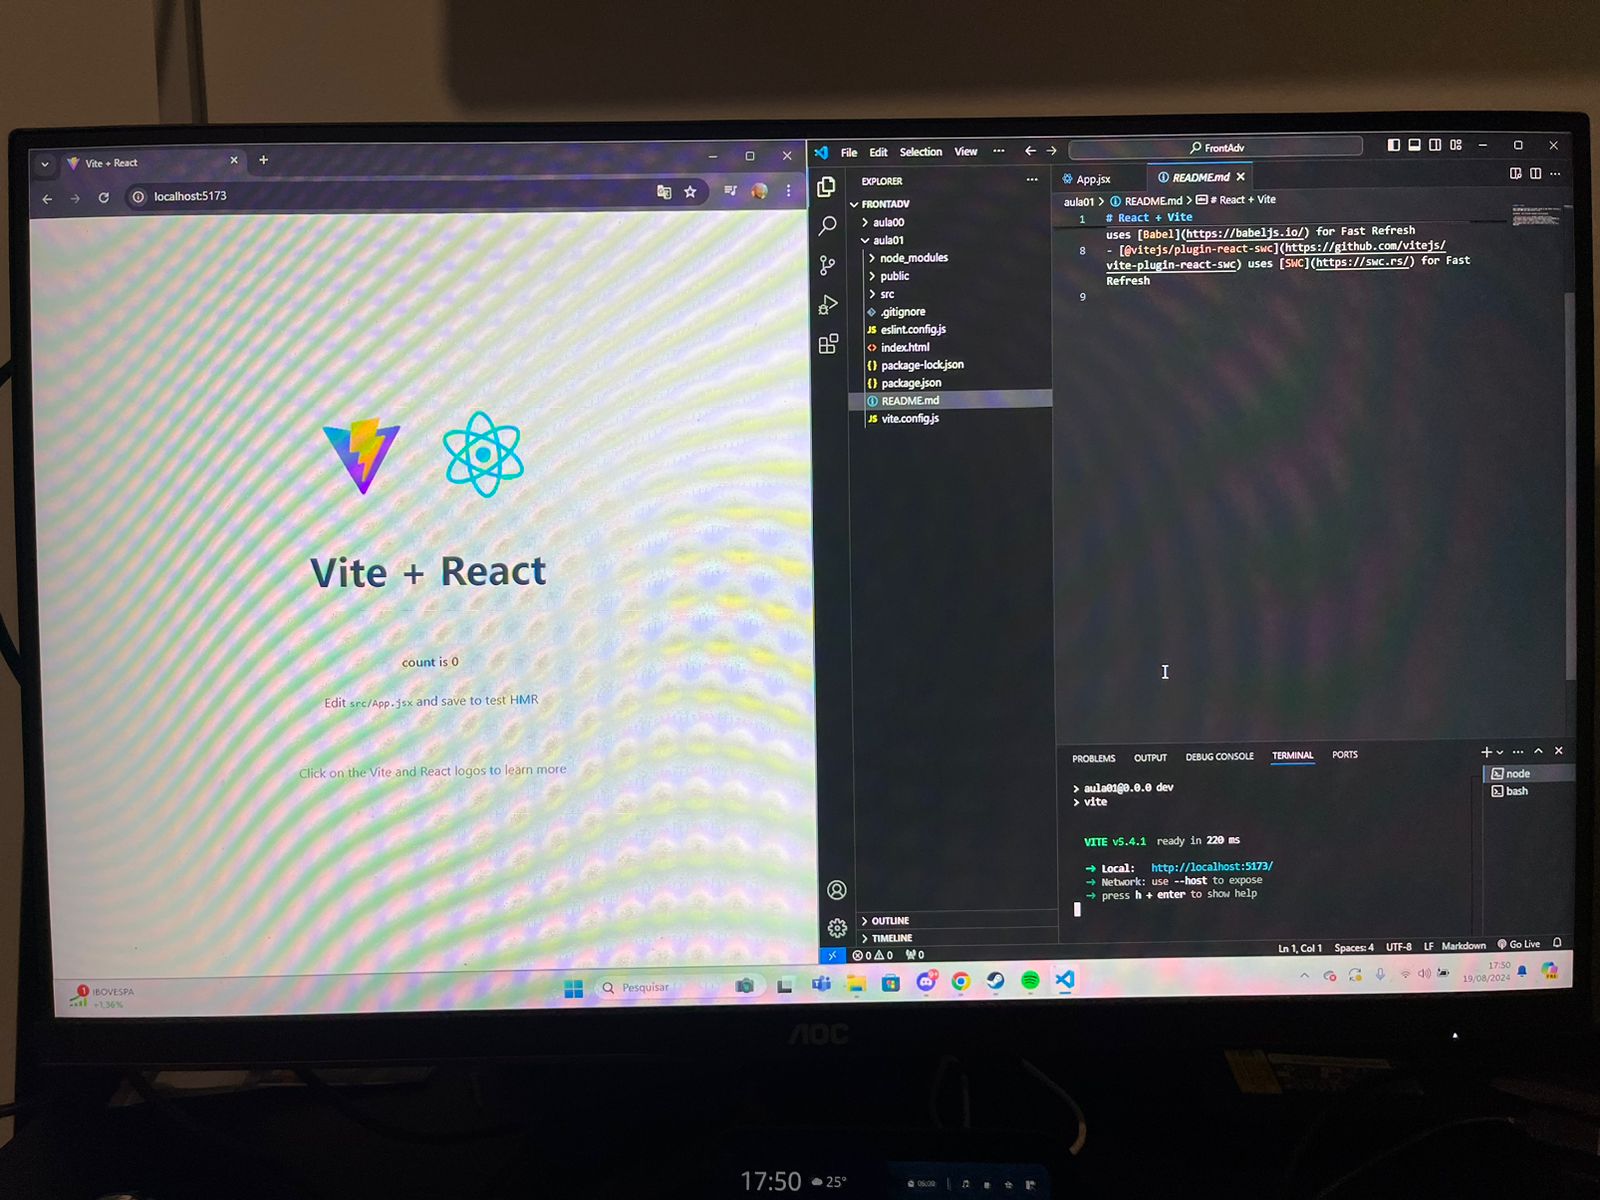 Vite + React
localhost:5173
Vite + React
count is 0
Edit src/App.jsx and save to test HMR
Click on the Vite and React logos to learn more
File Edit Selection View ...
FrontAdv
EXPLORER
FRONTADV
aula00
aula01
node_modules
public
src
.gitignore
eslint.config.js
index.html
package-lock.json
package.json
README.md
vite.config.js
OUTLINE
TIMELINE
App.jsx README.md
aula01 > README.md > # React + Vite
1 # React + Vite
uses [Babel](https://babeljs.io/) for Fast Refresh
8 - [@vitejs/plugin-react-swc](https://github.com/vitejs/
vite-plugin-react-swc) uses [SWC](https://swc.rs/) for Fast
Refresh
9
PROBLEMS OUTPUT DEBUG CONSOLE TERMINAL PORTS
node
bash
> aula01@0.0.0 dev
> vite
VITE v5.4.1 ready in 220 ms
→ Local: http://localhost:5173/
→ Network: use --host to expose
→ press h + enter to show help
0 0 0
Ln 1, Col 1 Spaces: 4 UTF-8 LF Markdown Go Live
1
IBOVESPA
+1,36%
Pesquisar
17:50
19/08/2024
AOC
17:50 25°